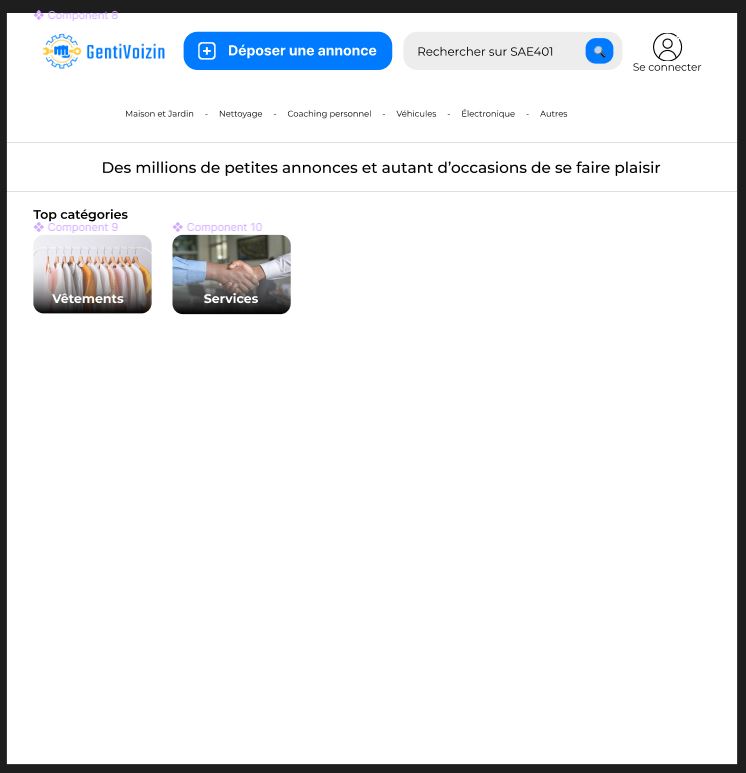 Component 8
GentiVoizin
Déposer une annonce
Rechercher sur SAE401
Se connecter
Maison et Jardin - Nettoyage - Coaching personnel - Véhicules - Électronique - Autres
Des millions de petites annonces et autant d’occasions de se faire plaisir
Top catégories
Component 9
Component 10
Vêtements
Services